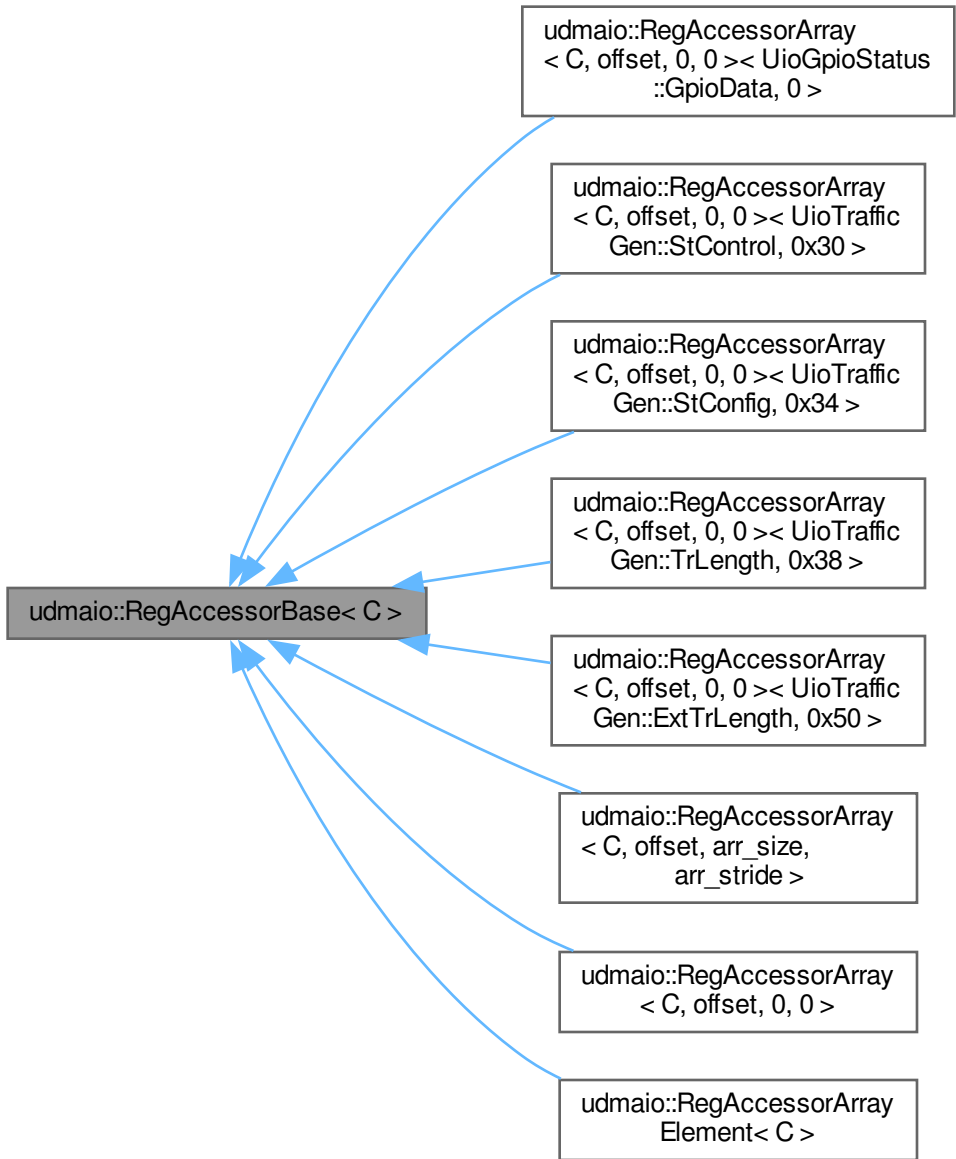 udmaio::RegAccessorArray
< C, offset, 0, 0 >< UioGpioStatus
::GpioData, 0 >
udmaio::RegAccessorArray
< C, offset, 0, 0 >< UioTraffic
Gen::StControl, 0x30 >
udmaio::RegAccessorArray
< C, offset, 0, 0 >< UioTraffic
Gen::StConfig, 0x34 >
udmaio::RegAccessorArray
< C, offset, 0, 0 >< UioTraffic
Gen::TrLength, 0x38 >
udmaio::RegAccessorBase< C >
udmaio::RegAccessorArray
< C, offset, 0, 0 >< UioTraffic
Gen::ExtTrLength, 0x50 >
udmaio::RegAccessorArray
< C, offset, arr_size,
arr_stride >
udmaio::RegAccessorArray
< C, offset, 0, 0 >
udmaio::RegAccessorArray
Element< C >